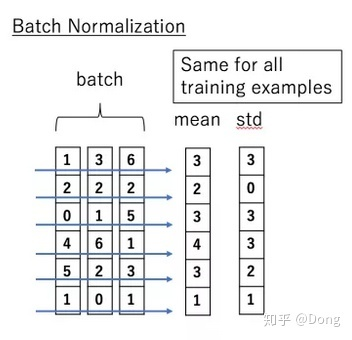 Batch Normalization
Same for all
training examples
batch
mean std
1 3 6 3 3
2 2 2 2 0
0 1 5 3 3
4 6 1 4 3
5 2 3 3 2
1 0 1 1 1
知乎 @Dong